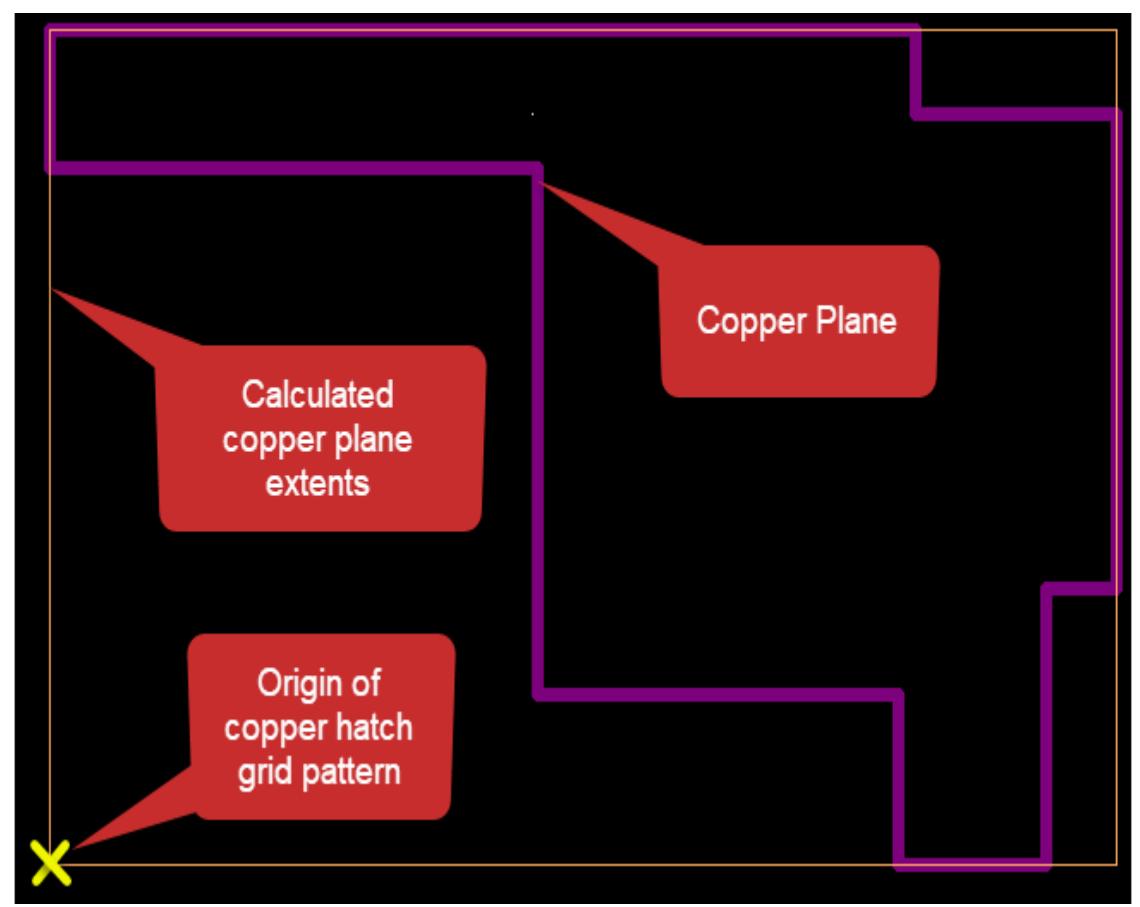 Copper Plane
Calculated
copper plane
extents
Origin of
copper hatch
grid pattern